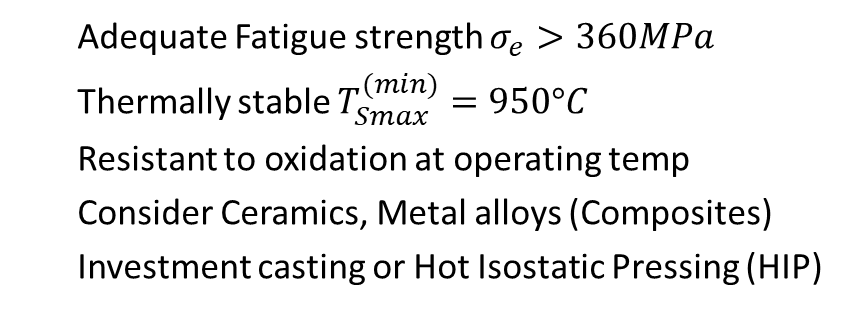 Adequate Fatigue strength σₑ > 360MPa
Thermally stable T_{Smax}^{(min)} = 950°C
Resistant to oxidation at operating temp
Consider Ceramics, Metal alloys (Composites)
Investment casting or Hot Isostatic Pressing (HIP)